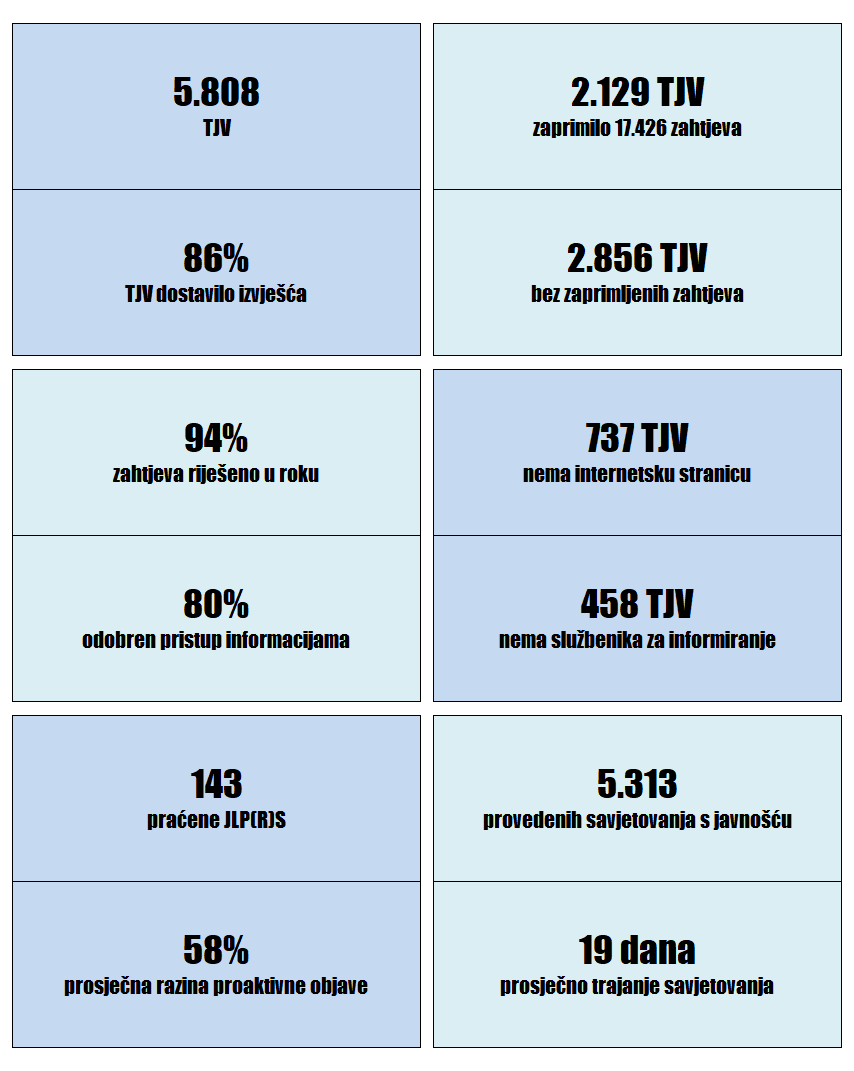 5.808
TJV
86%
TJV dostavilo izvješća
2.129 TJV
zaprimilo 17.426 zahtjeva
2.856 TJV
bez zaprimljenih zahtjeva
94%
zahtjeva riješeno u roku
80%
odobren pristup informacijama
737 TJV
nema internetsku stranicu
458 TJV
nema službenika za informiranje
143
praćene JLP(R)S
58%
prosječna razina proaktivne objave
5.313
provedenih savjetovanja s javnošću
19 dana
prosječno trajanje savjetovanja